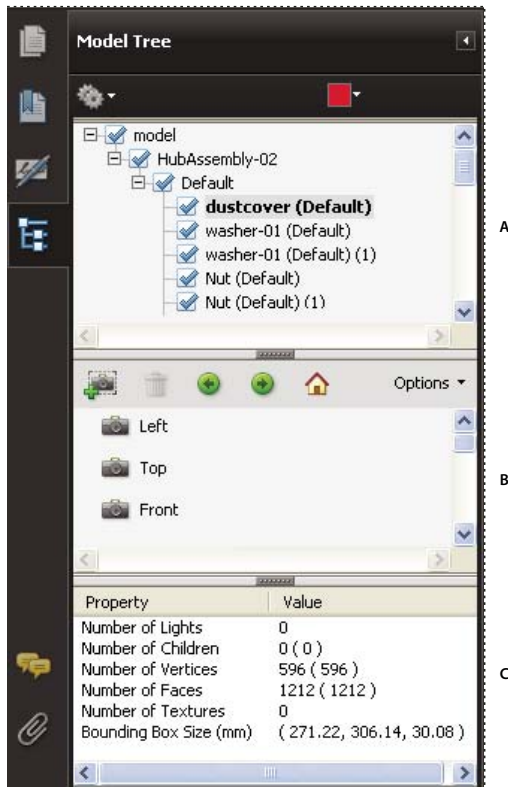 Model Tree
model
HubAssembly-02
Default
dustcover (Default)
washer-01 (Default)
washer-01 (Default) (1)
Nut (Default)
Nut (Default) (1)
A
Options
Left
Top
Front
B
Property Value
Number of Lights 0
Number of Children 0 ( 0 )
Number of Vertices 596 ( 596 )
Number of Faces 1212 ( 1212 )
Number of Textures 0
Bounding Box Size (mm) ( 271.22, 306.14, 30.08 )
C